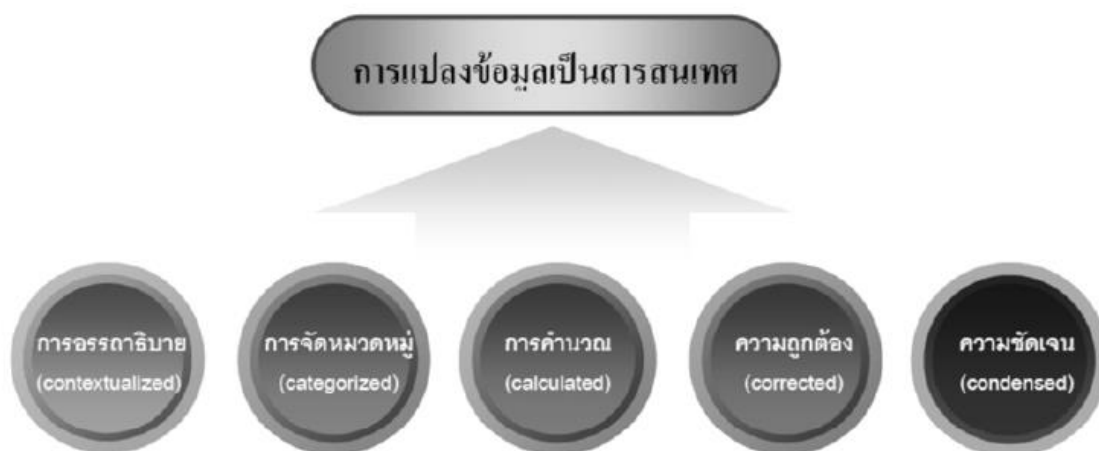 การแปลงข้อมูลเป็นสารสนเทศ
การอรรถาธิบาย
(contextualized)
การจัดหมวดหมู่
(categorized)
การคำนวณ
(calculated)
ความถูกต้อง
(corrected)
ความชัดเจน
(condensed)